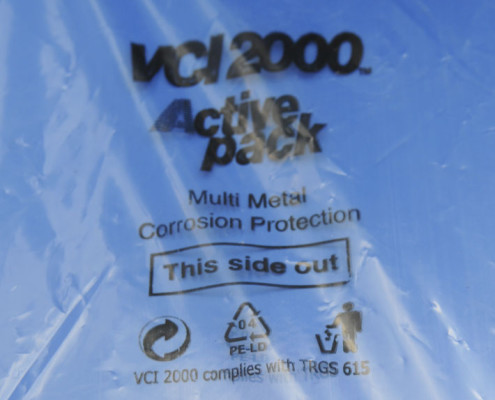 VCI 2000™
Active
pack
Multi Metal
Corrosion Protection
This side out
04
PE-LD
VCI 2000 complies with TRGS 615